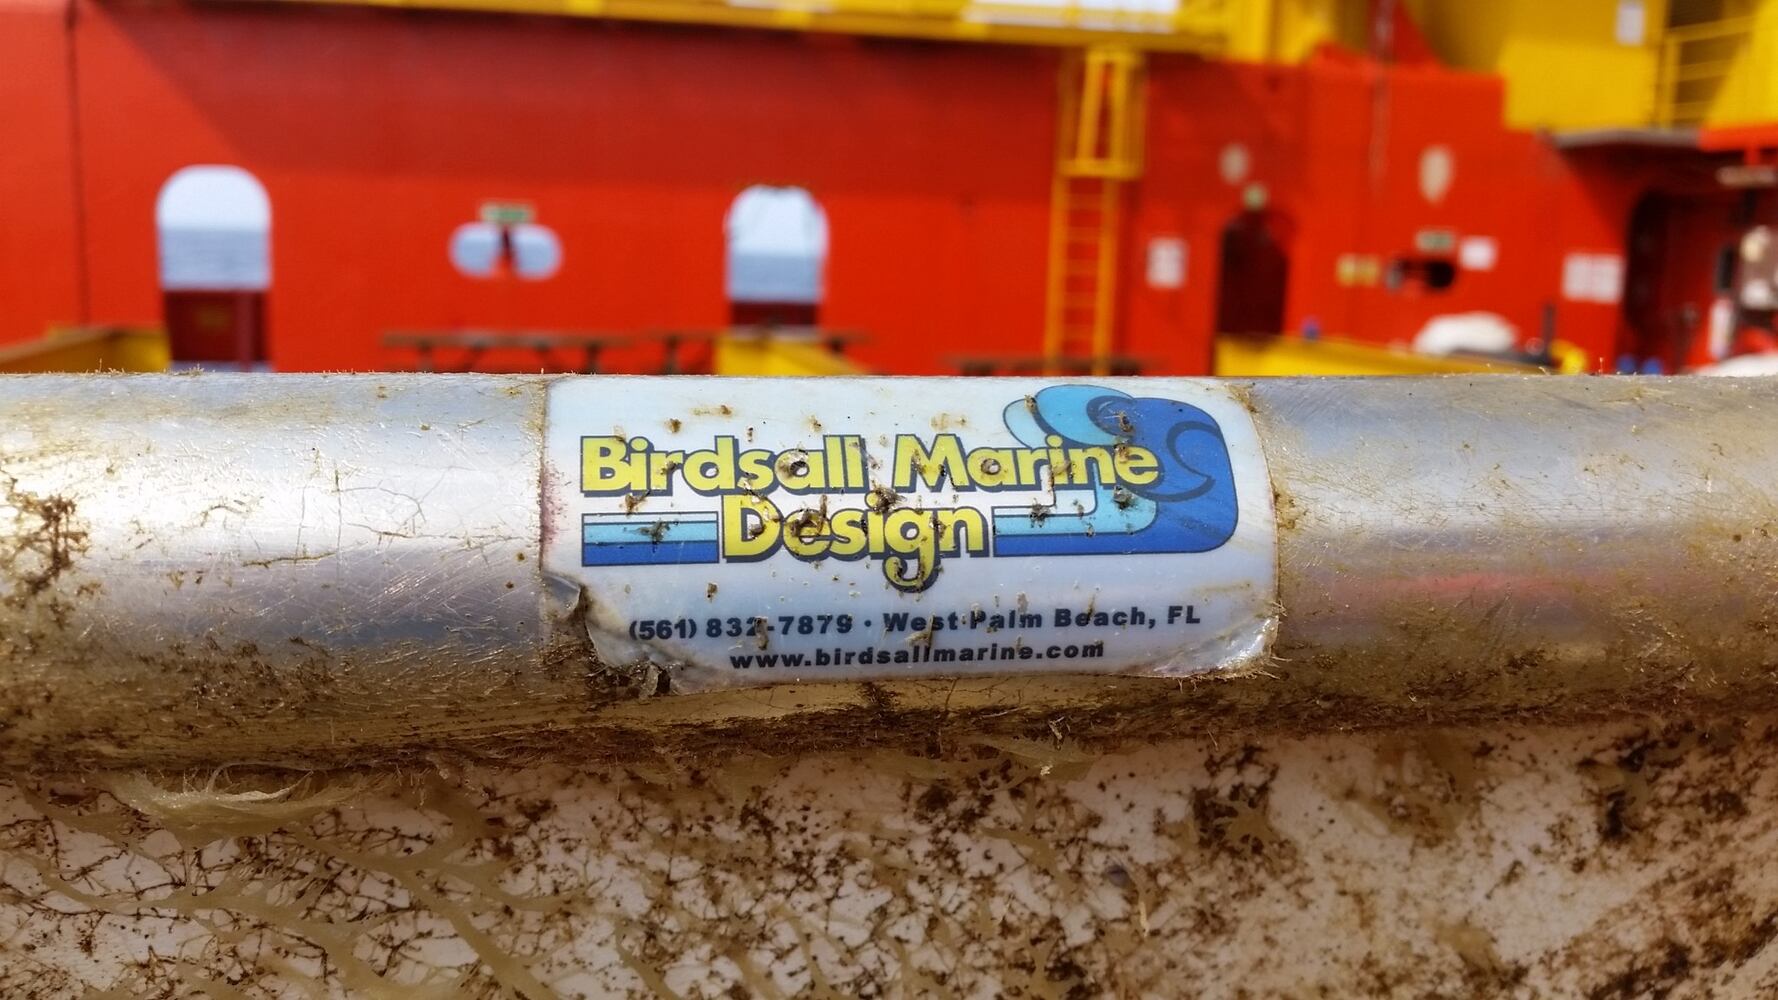 Birdsall Marine
Design
(561) 832-7879 · West Palm Beach, FL
www.birdsallmarine.com